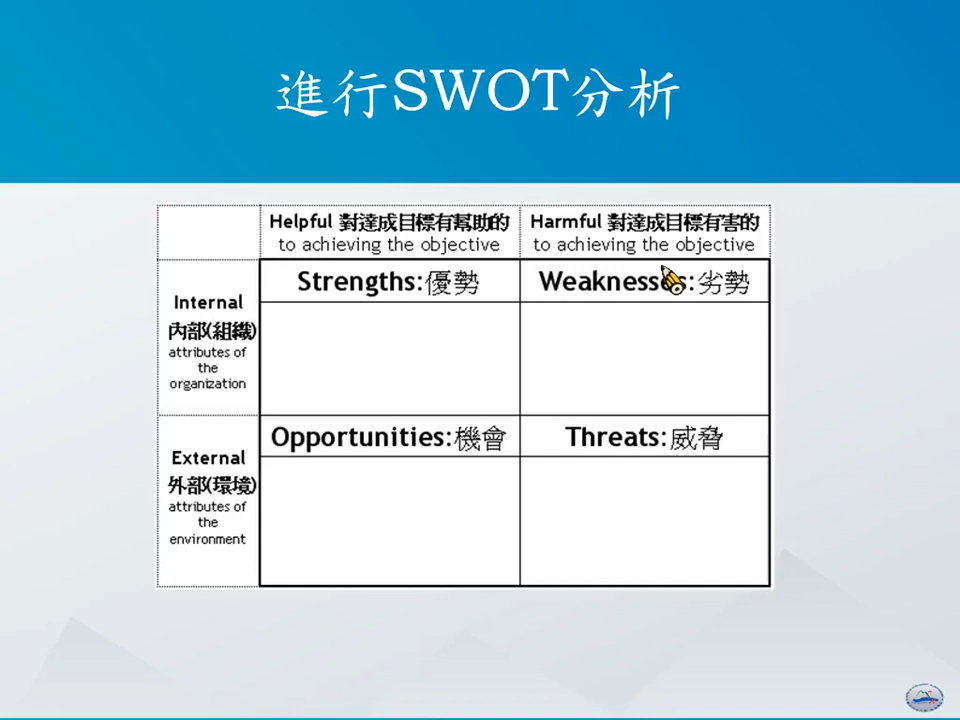 進行SWOT分析
Helpful 對達成目標有幫助的
to achieving the objective
Harmful 對達成目標有害的
to achieving the objective
Internal
內部(組織)
attributes of
the
organization
Strengths:優勢
Weaknesses:劣勢
External
外部(環境)
attributes of
the
environment
Opportunities:機會
Threats:威脅